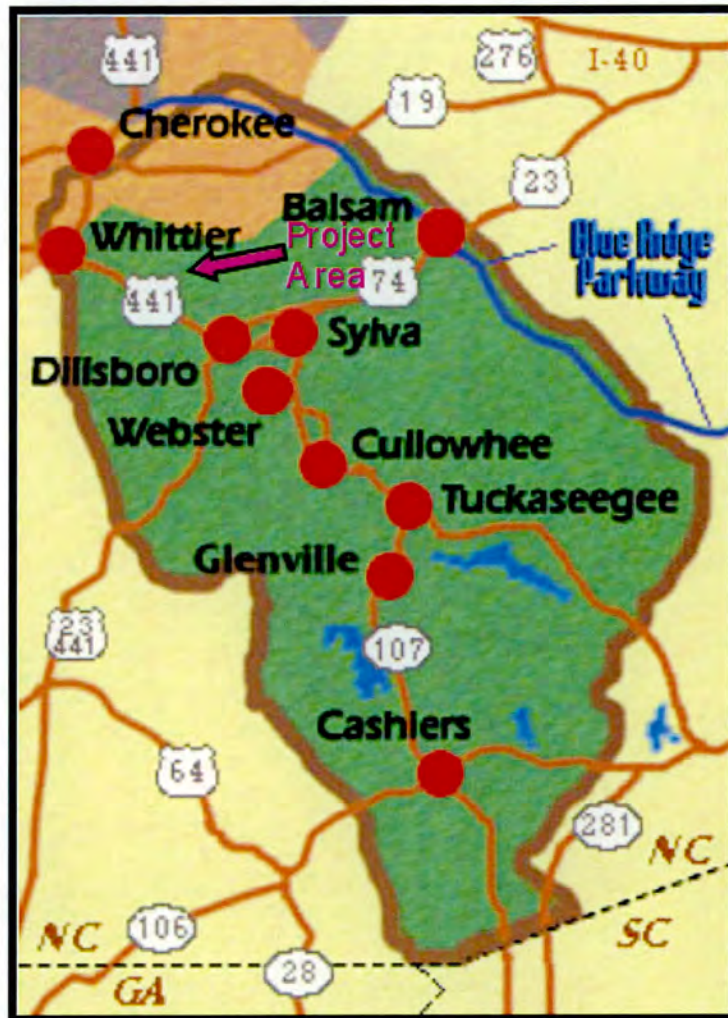 441
276
I-40
19
Cherokee
23
Balsam
Whittier
Project
Area
Blue Ridge
Parkway
441
74
Sylva
Dillsboro
Webster
Cullowhee
Tuckaseegee
Glenville
23
441
107
Cashiers
64
281
NC
106
NC
SC
28
GA